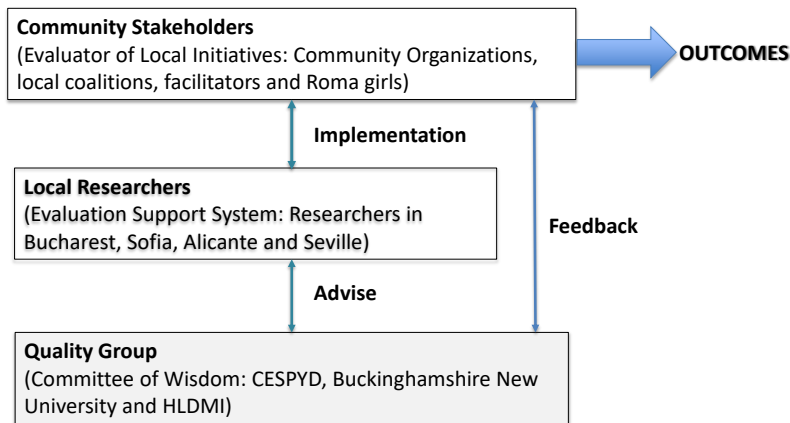 Community Stakeholders
(Evaluator of Local Initiatives: Community Organizations,
local coalitions, facilitators and Roma girls)
OUTCOMES
Implementation
Local Researchers
(Evaluation Support System: Researchers in
Bucharest, Sofia, Alicante and Seville)
Feedback
Advise
Quality Group
(Committee of Wisdom: CESPYD, Buckinghamshire New
University and HLDMI)